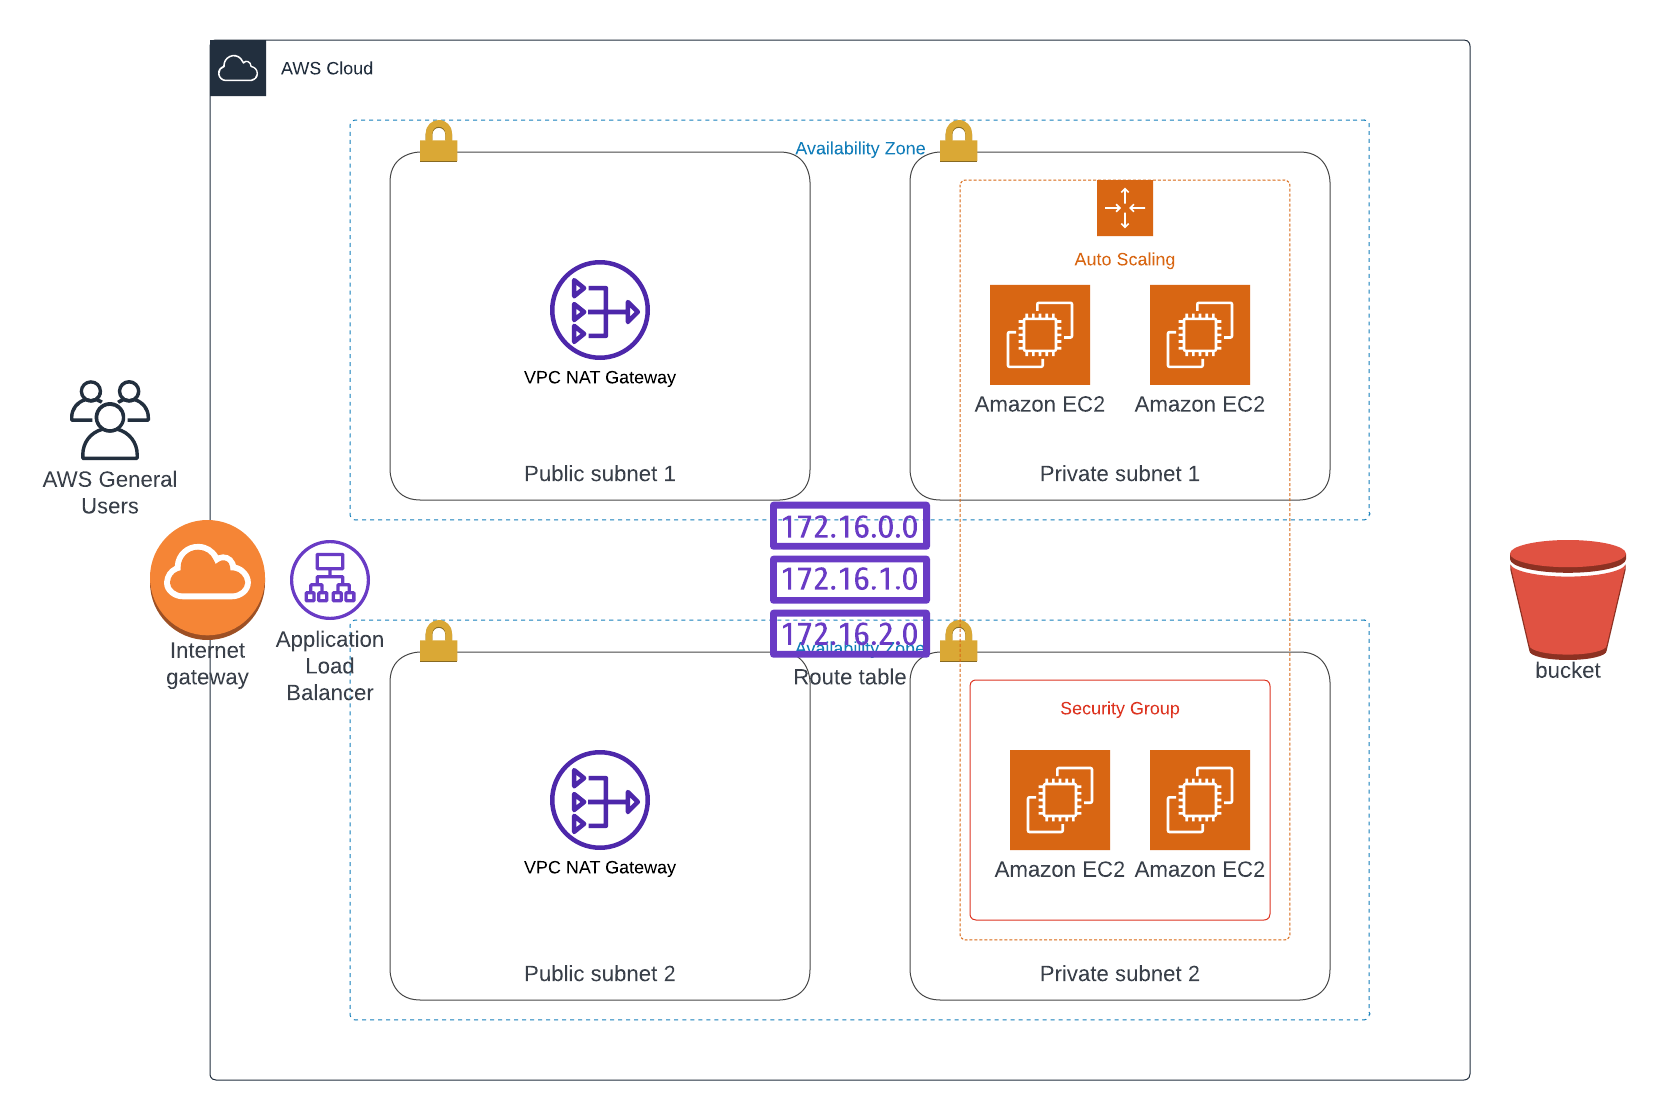 AWS Cloud
Availability Zone
Auto Scaling
VPC NAT Gateway
Amazon EC2
Amazon EC2
Public subnet 1
Private subnet 1
AWS General
Users
172.16.0.0
172.16.1.0
172.16.2.0
Availability Zone
Route table
Internet
gateway
Application
Load
Balancer
bucket
Security Group
VPC NAT Gateway
Amazon EC2
Amazon EC2
Public subnet 2
Private subnet 2